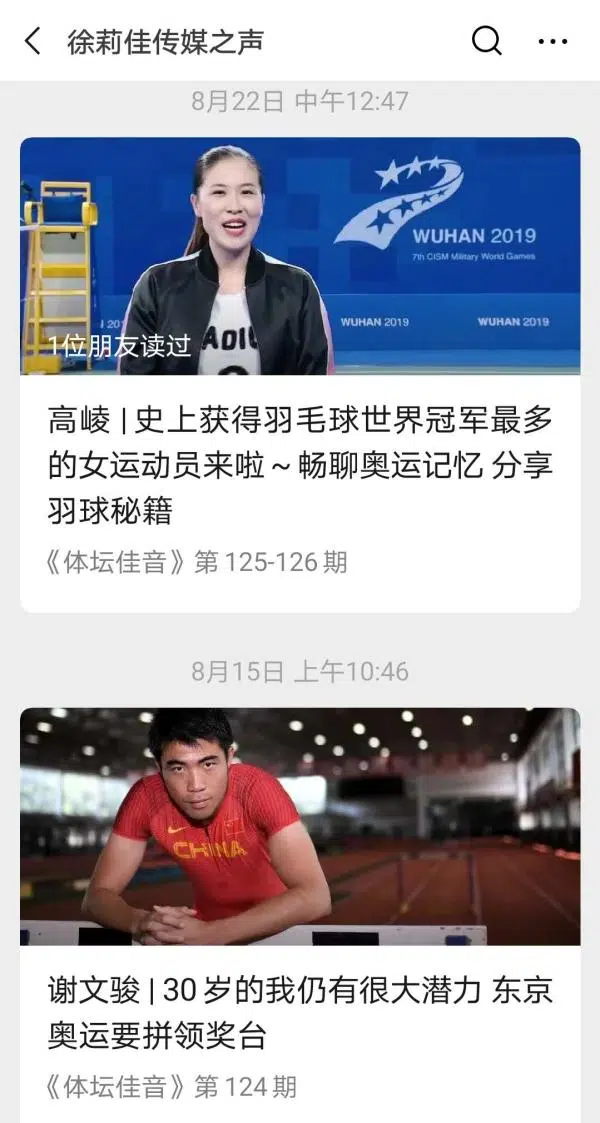 徐莉佳传媒之声
8月22日 中午12:47
WUHAN 2019
7th CISM Military World Games
WUHAN 2019
WUHAN 2019
1位朋友读过
高崚 | 史上获得羽毛球世界冠军最多
的女运动员来啦~畅聊奥运记忆 分享
羽球秘籍
《体坛佳音》第 125-126 期
8月15日 上午10:46
CHINA
谢文骏 | 30 岁的我仍有很大潜力 东京
奥运要拼领奖台
《体坛佳音》第 124 期